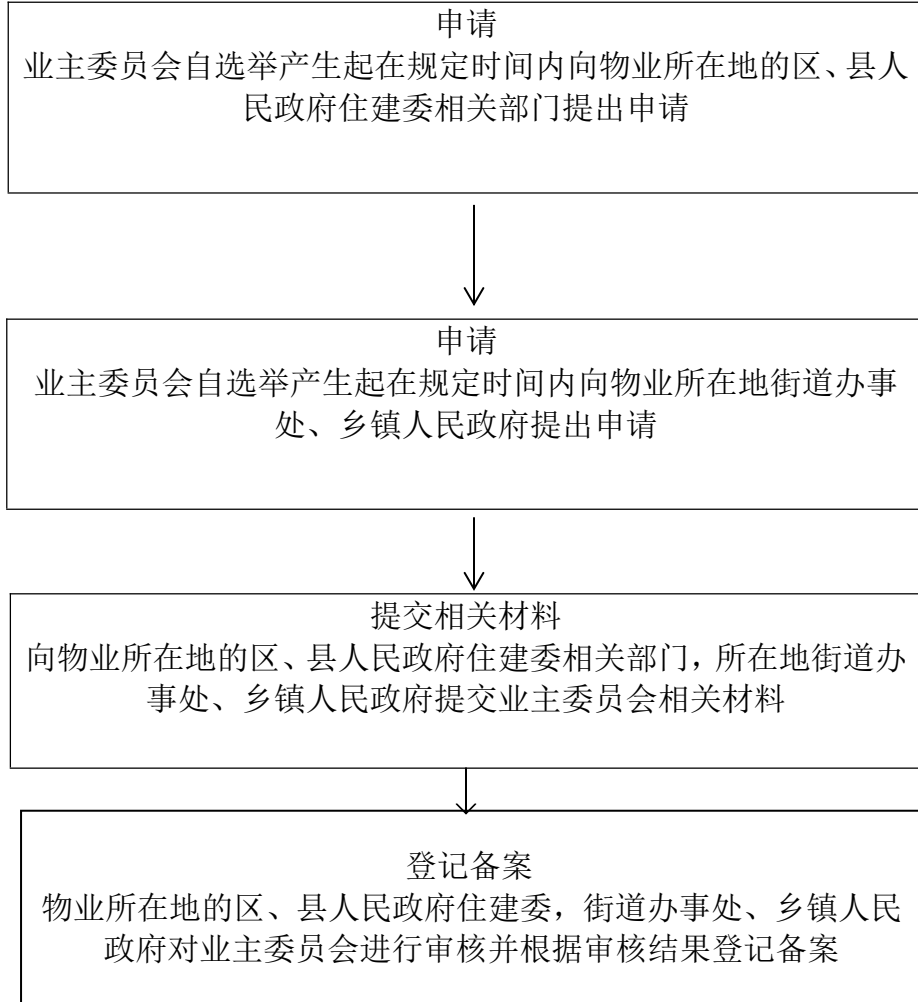 申请
业主委员会自选举产生起在规定时间内向物业所在地的区、县人
民政府住建委相关部门提出申请
申请
业主委员会自选举产生起在规定时间内向物业所在地街道办事
处、乡镇人民政府提出申请
提交相关材料
向物业所在地的区、县人民政府住建委相关部门，所在地街道办
事处、乡镇人民政府提交业主委员会相关材料
登记备案
物业所在地的区、县人民政府住建委，街道办事处、乡镇人民
政府对业主委员会进行审核并根据审核结果登记备案